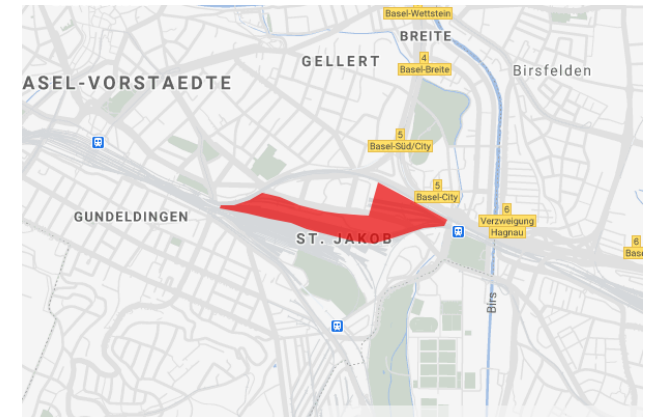 Basel-Wettstein
BREITE
4
Basel-Breite
GELLERT
Birsfelden
ASEL-VORSTAEDTE
5
Basel-Süd/City
5
Basel-City
6
Verzweigung
Hagnau
GUNDELDINGEN
ST. JAKOB
6
Base
Birs